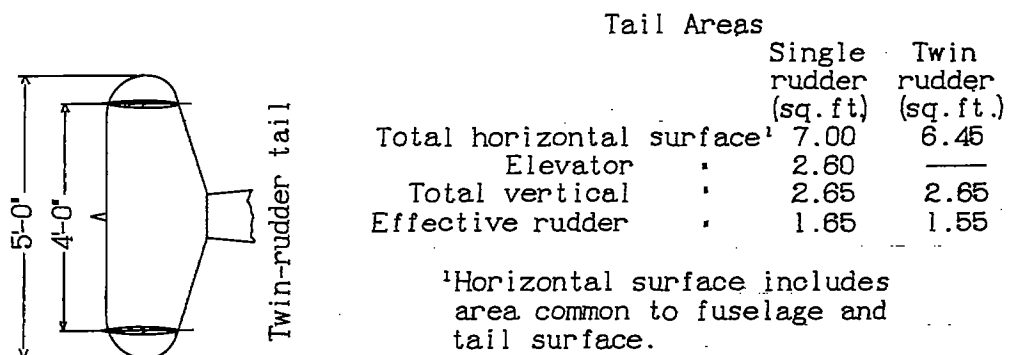 Tail Areas
Single Twin
rudder rudder
(sq.ft) (sq.ft.)
Total horizontal surface¹ 7.00 6.45
Elevator " 2.60 —
Total vertical " 2.65 2.65
Effective rudder " 1.65 1.55
¹Horizontal surface includes
area common to fuselage and
tail surface.
5'-0"
4'-0"
Twin-rudder tail